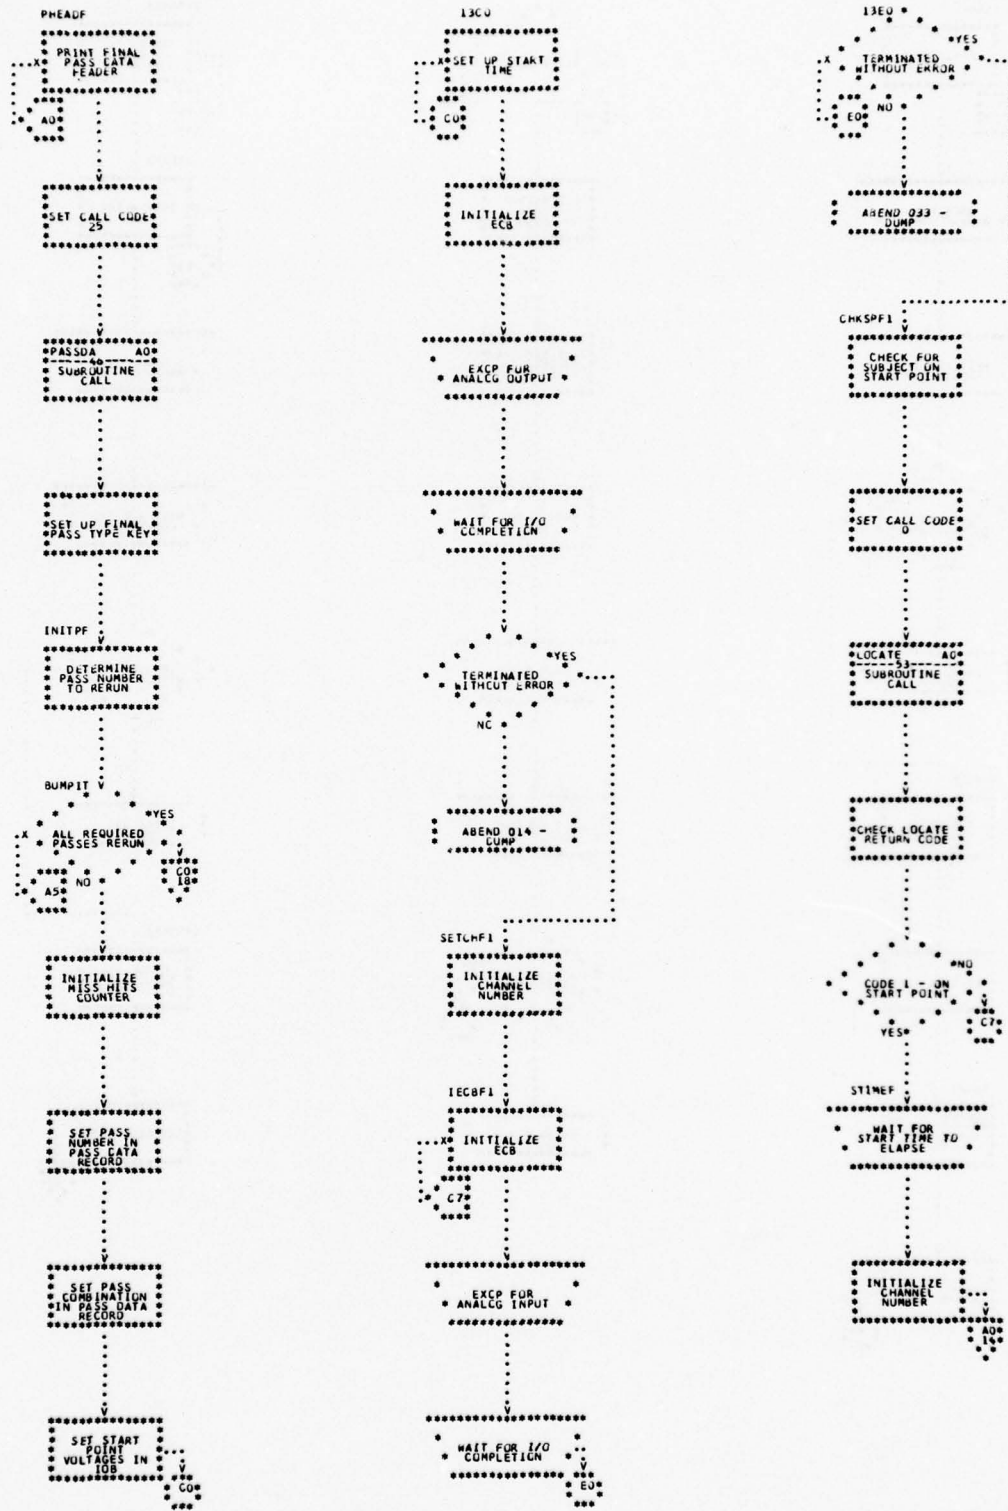 PHEADF
PRINT FINAL
PASS DATA
HEADER
X
A0
SET CALL CODE
25
PASSDA A0
46
SUBROUTINE
CALL
SET UP FINAL
PASS TYPE KEY
INITPF
DETERMINE
PASS NUMBER
TO RERUN
BUMPIT
YES
X
ALL REQUIRED
PASSES RERUN
NO
A5
C0
18
INITIALIZE
MISS HITS
COUNTER
SET PASS
NUMBER IN
PASS DATA
RECORD
SET PASS
COMBINATION
IN PASS DATA
RECORD
SET START
POINT
VOLTAGES IN
IOB
C0
13C0
X
SET UP START
TIME
C0
INITIALIZE
ECB
EXCP FOR
ANALOG OUTPUT
WAIT FOR I/O
COMPLETION
YES
TERMINATED
WITHOUT ERROR
NO
ABEND 014 -
DUMP
SETCHF1
INITIALIZE
CHANNEL
NUMBER
IECBF1
X
INITIALIZE
ECB
C7
EXCP FOR
ANALOG INPUT
WAIT FOR I/O
COMPLETION
E0
13E0
YES
X
TERMINATED
WITHOUT ERROR
NO
E0
ABEND 033 -
DUMP
CHKSPF1
CHECK FOR
SUBJECT ON
START POINT
SET CALL CODE
0
LOCATE A0
53
SUBROUTINE
CALL
CHECK LOCATE
RETURN CODE
NO
CODE 1 - ON
START POINT
YES
C7
STIMEF
WAIT FOR
START TIME TO
ELAPSE
INITIALIZE
CHANNEL
NUMBER
A0
14